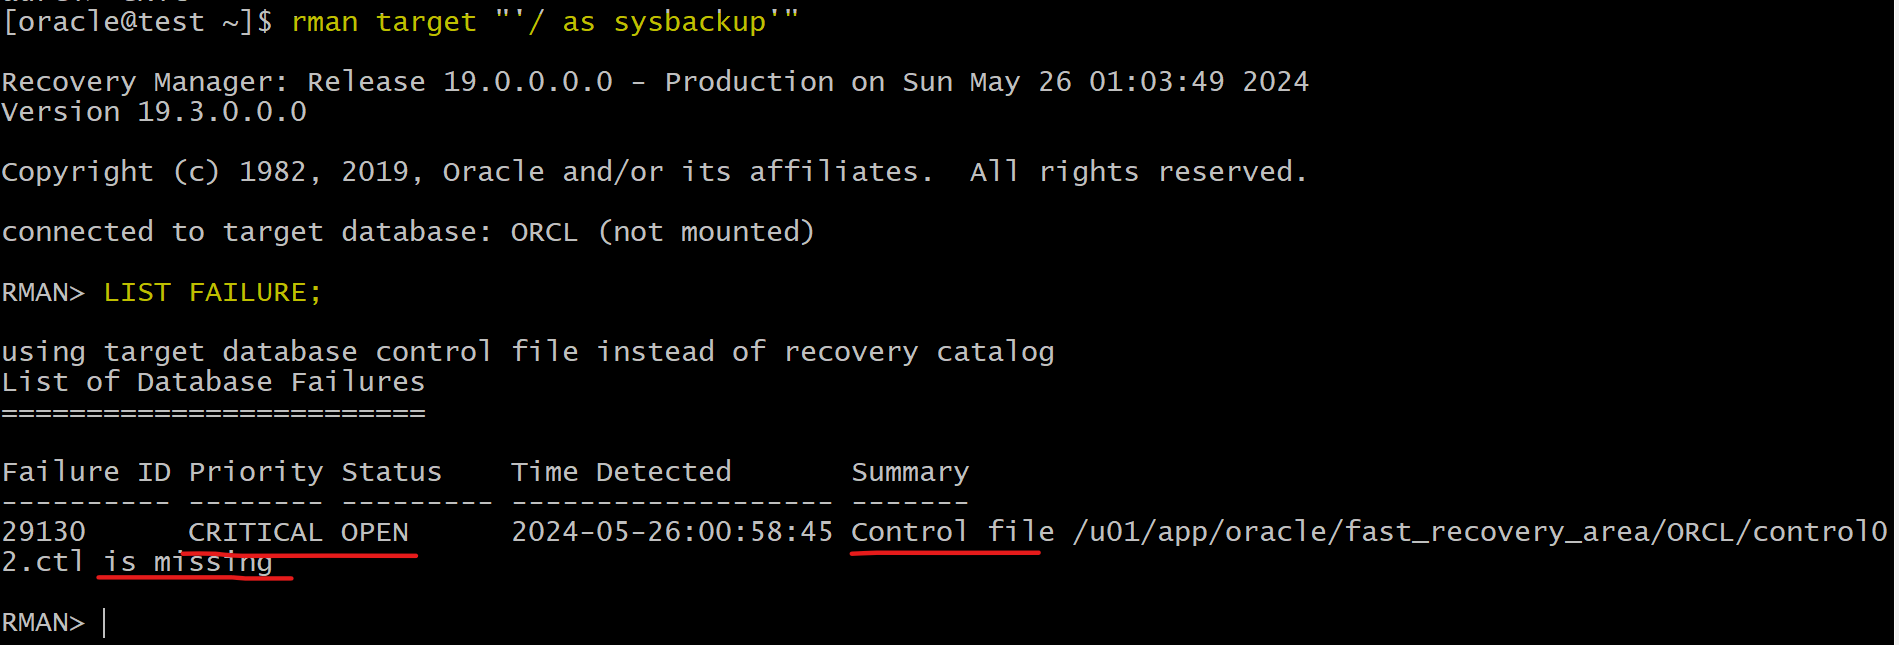 [oracle@test ~]$ rman target "'/ as sysbackup'"
Recovery Manager: Release 19.0.0.0.0 - Production on Sun May 26 01:03:49 2024
Version 19.3.0.0.0
Copyright (c) 1982, 2019, Oracle and/or its affiliates.  All rights reserved.
connected to target database: ORCL (not mounted)
RMAN> LIST FAILURE;
using target database control file instead of recovery catalog
List of Database Failures
=========================
Failure ID Priority Status    Time Detected       Summary
---------- -------- --------- ------------------- -------
29130      CRITICAL OPEN      2024-05-26:00:58:45 Control file /u01/app/oracle/fast_recovery_area/ORCL/control0
2.ctl is missing
RMAN>